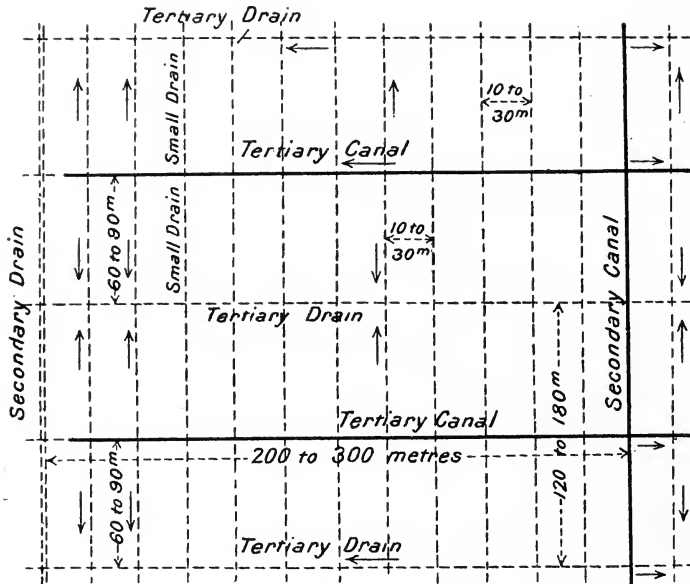 Tertiary Drain
Small Drain
10 to
30m
Tertiary Canal
60 to 90m
Small Drain
10 to
30m
Secondary Drain
Secondary Canal
Tertiary Drain
Tertiary Canal
200 to 300 metres
120 to 180m
60 to 90m
Tertiary Drain